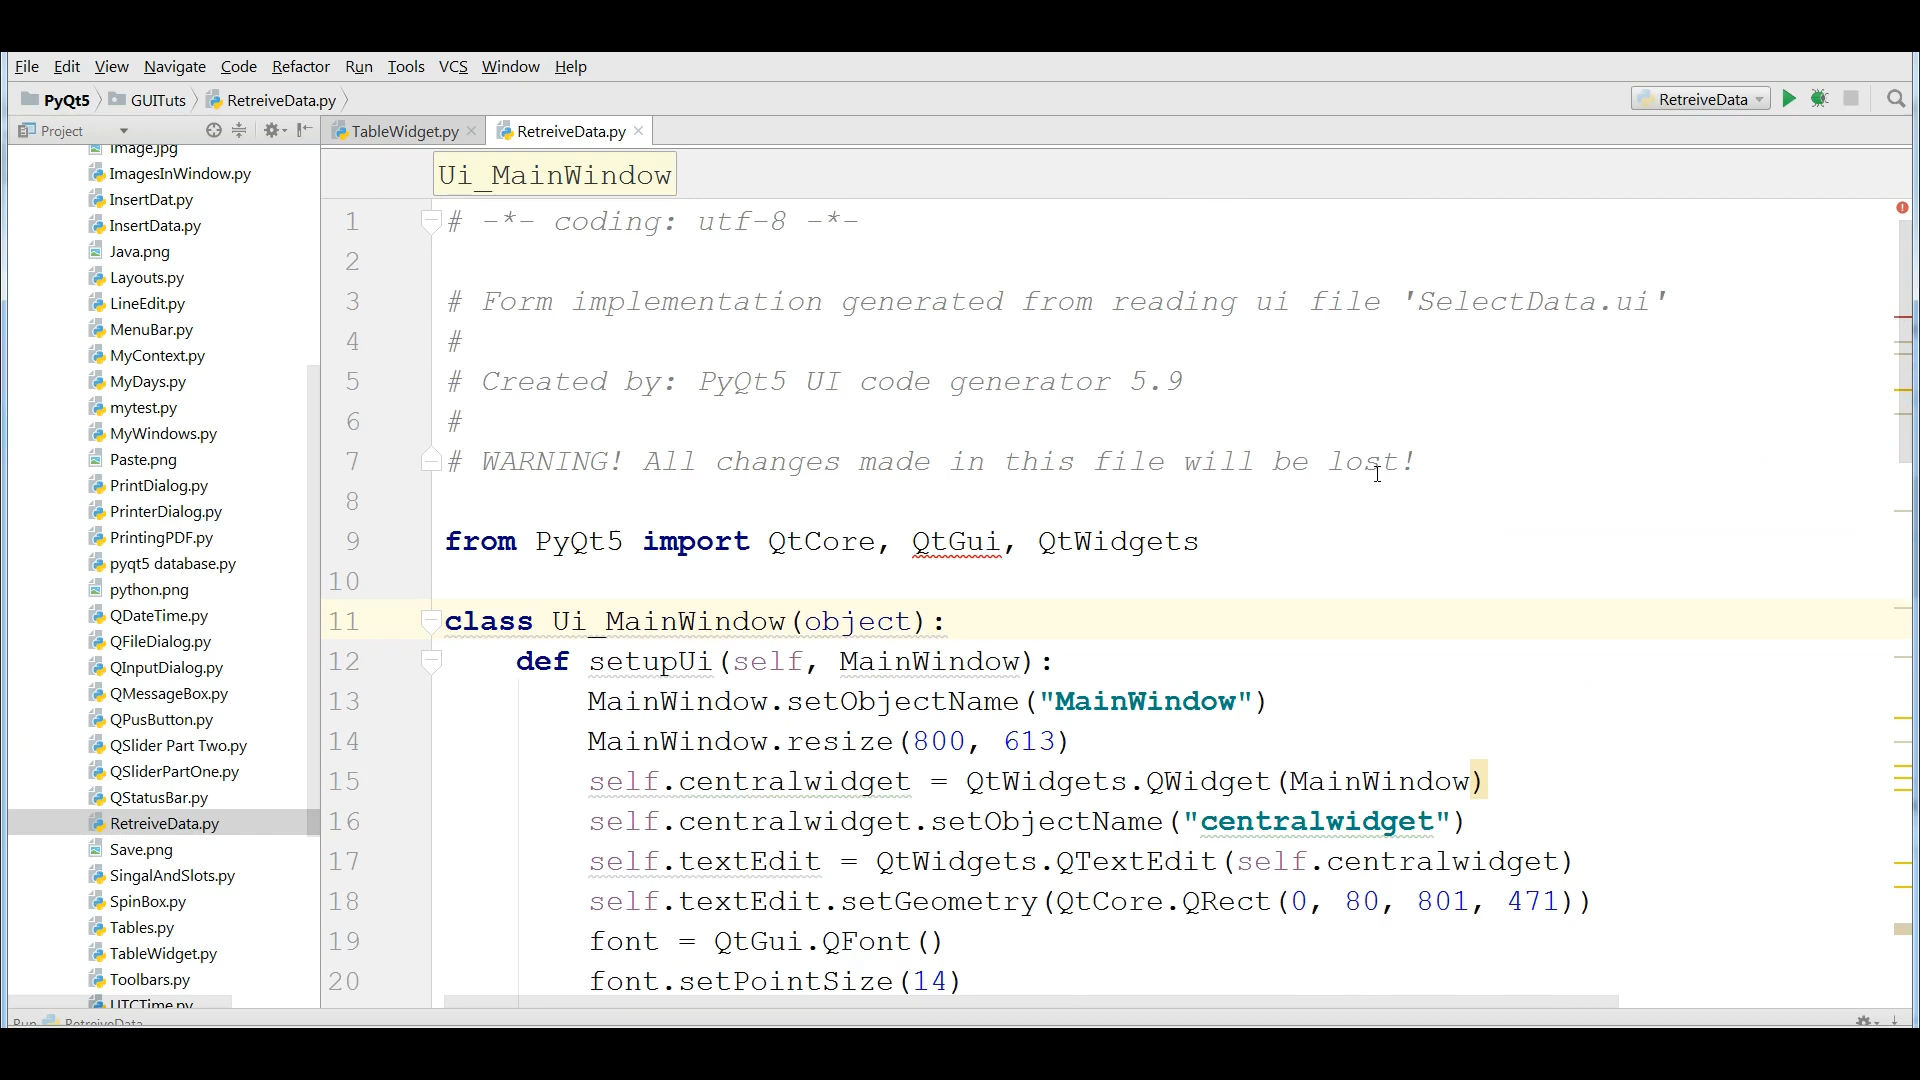 File Edit View Navigate Code Refactor Run Tools VCS Window Help
PyQt5 GUITuts RetreiveData.py RetreiveData
Project TableWidget.py RetreiveData.py
Image.jpg
ImagesInWindow.py
InsertDat.py
InsertData.py
Java.png
Layouts.py
LineEdit.py
MenuBar.py
MyContext.py
MyDays.py
mytest.py
MyWindows.py
Paste.png
PrintDialog.py
PrinterDialog.py
PrintingPDF.py
pyqt5 database.py
python.png
QDateTime.py
QFileDialog.py
QInputDialog.py
QMessageBox.py
QPusButton.py
QSlider Part Two.py
QSliderPartOne.py
QStatusBar.py
RetreiveData.py
Save.png
SingalAndSlots.py
SpinBox.py
Tables.py
TableWidget.py
Toolbars.py
UTCTime.py
Ui_MainWindow
1 # -*- coding: utf-8 -*-
2
3 # Form implementation generated from reading ui file 'SelectData.ui'
4 #
5 # Created by: PyQt5 UI code generator 5.9
6 #
7 # WARNING! All changes made in this file will be lost!
8
9 from PyQt5 import QtCore, QtGui, QtWidgets
10
11 class Ui_MainWindow(object):
12 def setupUi(self, MainWindow):
13 MainWindow.setObjectName("MainWindow")
14 MainWindow.resize(800, 613)
15 self.centralwidget = QtWidgets.QWidget(MainWindow)
16 self.centralwidget.setObjectName("centralwidget")
17 self.textEdit = QtWidgets.QTextEdit(self.centralwidget)
18 self.textEdit.setGeometry(QtCore.QRect(0, 80, 801, 471))
19 font = QtGui.QFont()
20 font.setPointSize(14)
Run RetreiveData